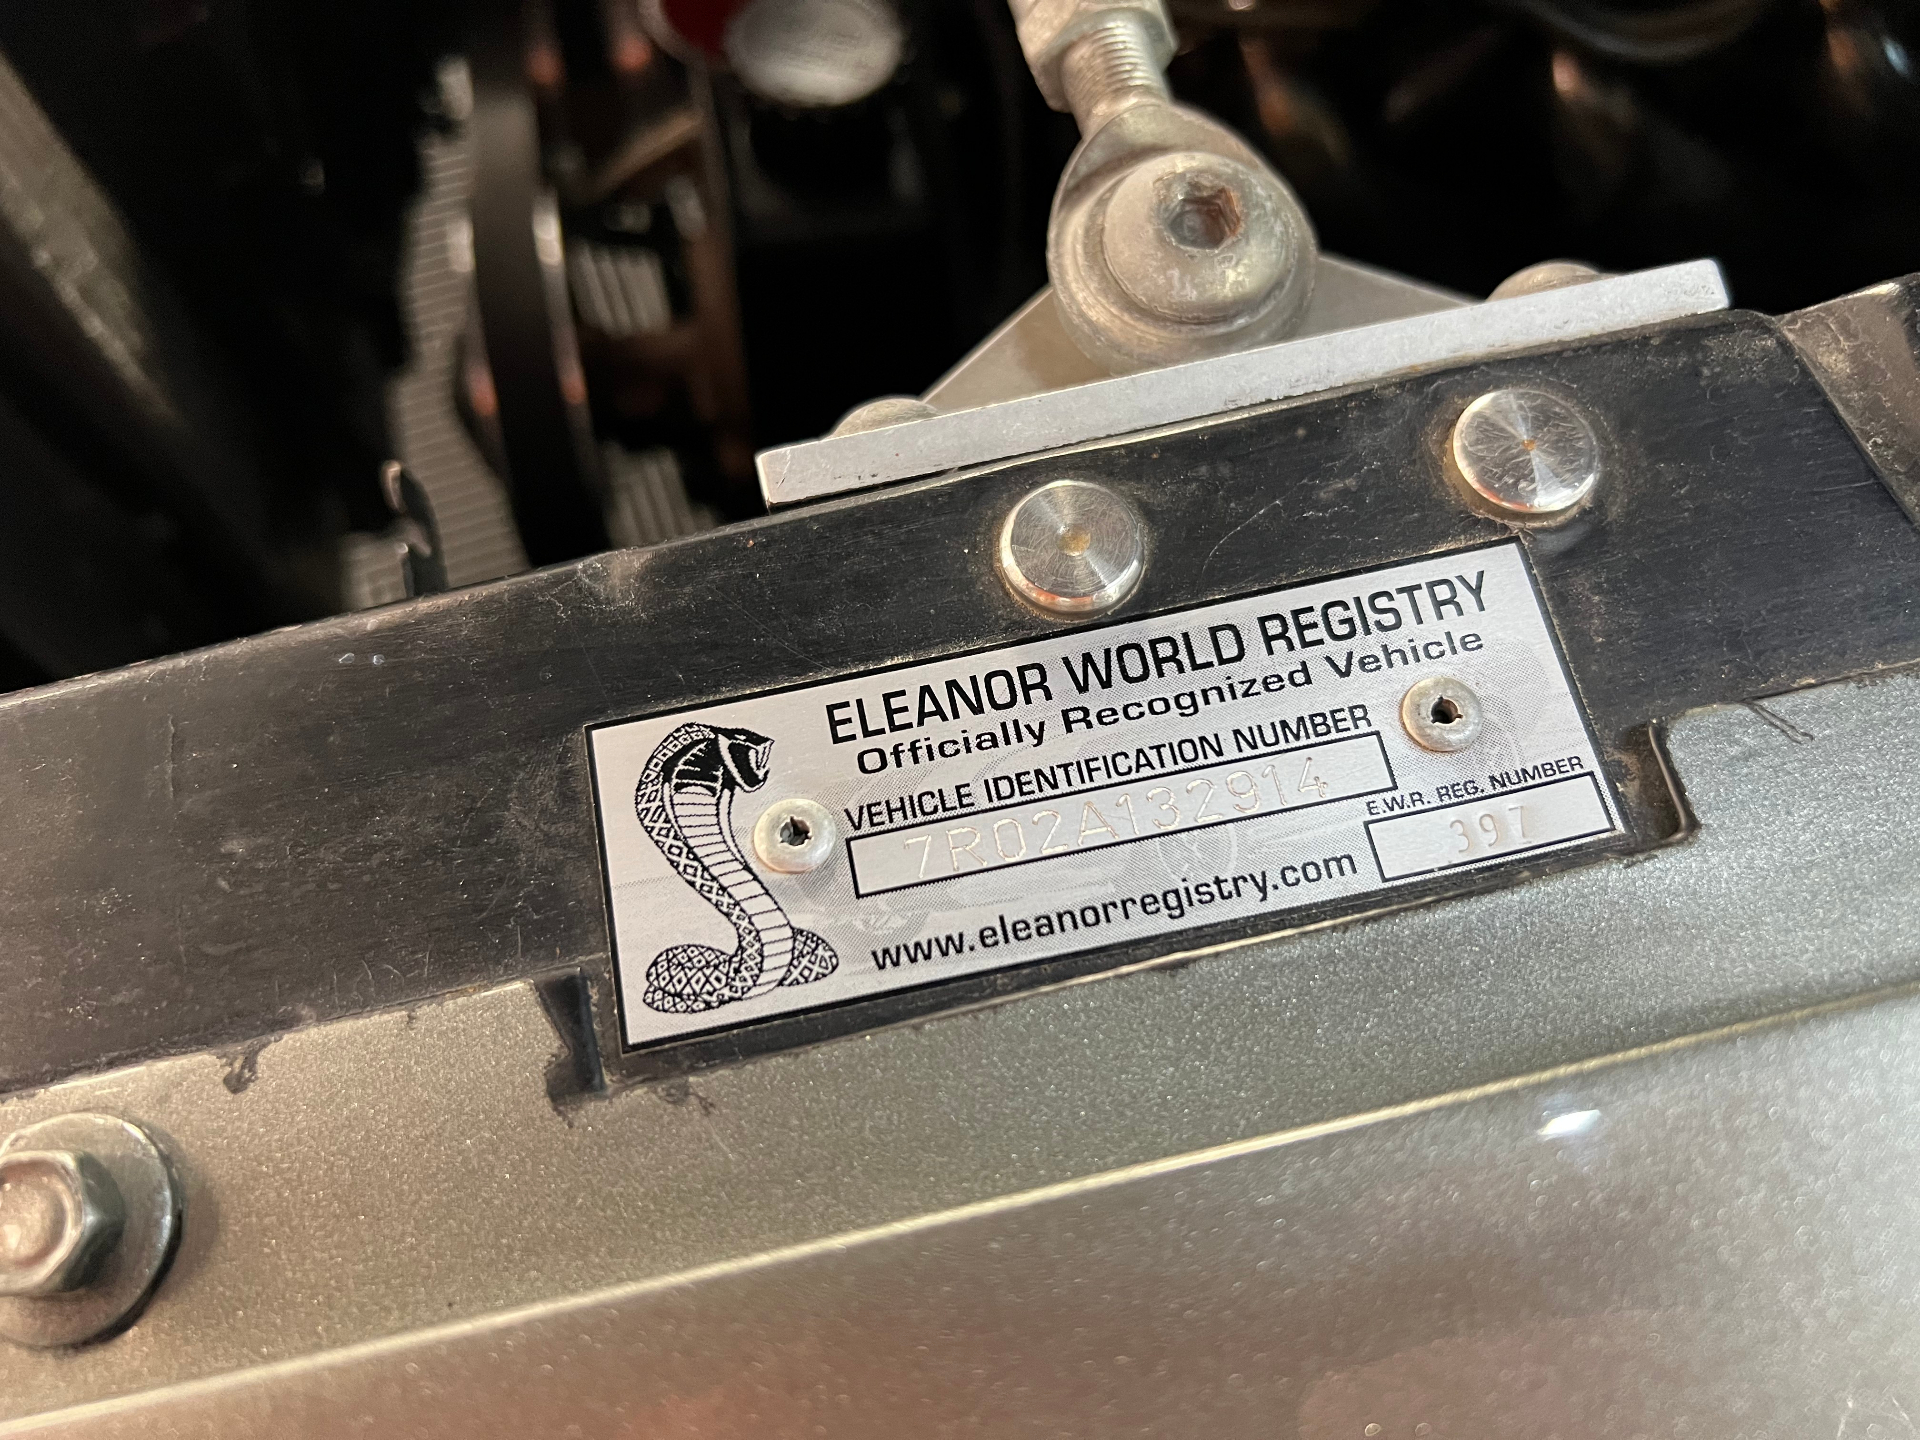 ELEANOR WORLD REGISTRY
Officially Recognized Vehicle
VEHICLE IDENTIFICATION NUMBER
7R02A132914
E.W.R. REG. NUMBER
397
www.eleanorregistry.com